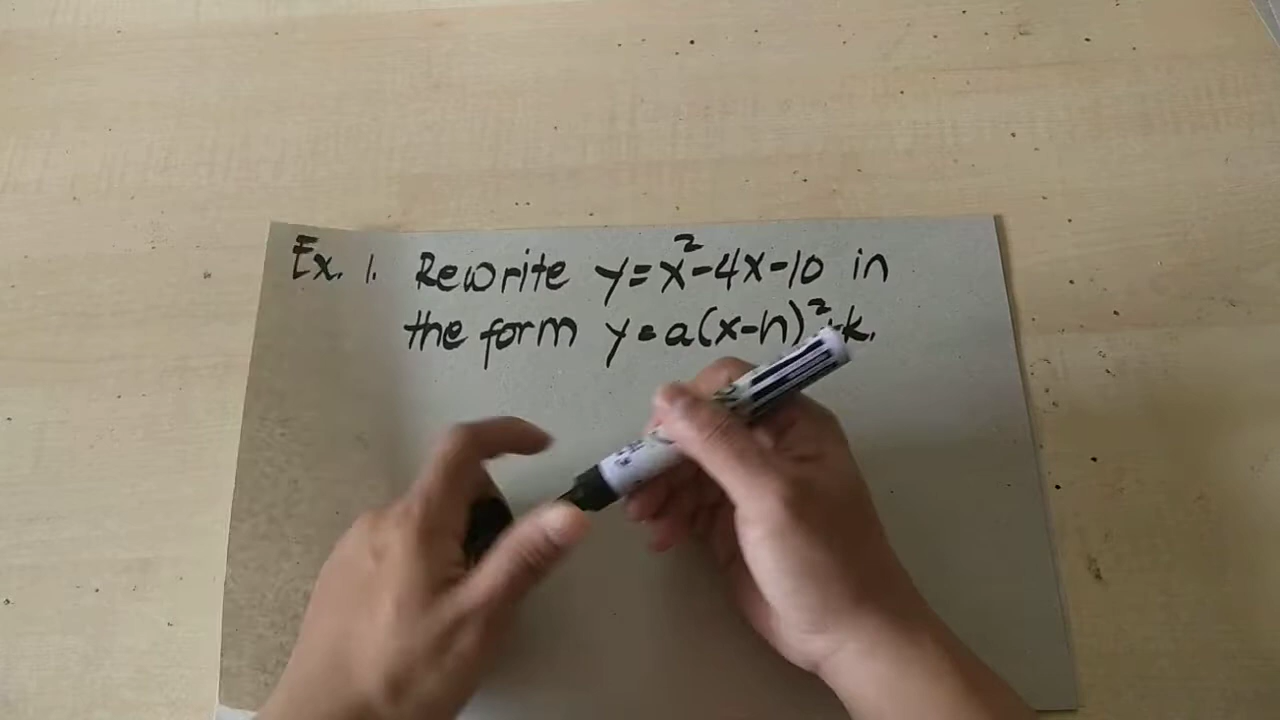 Ex. 1. Rewrite y=x²-4x-10 in
the form y=a(x-h)²+k.